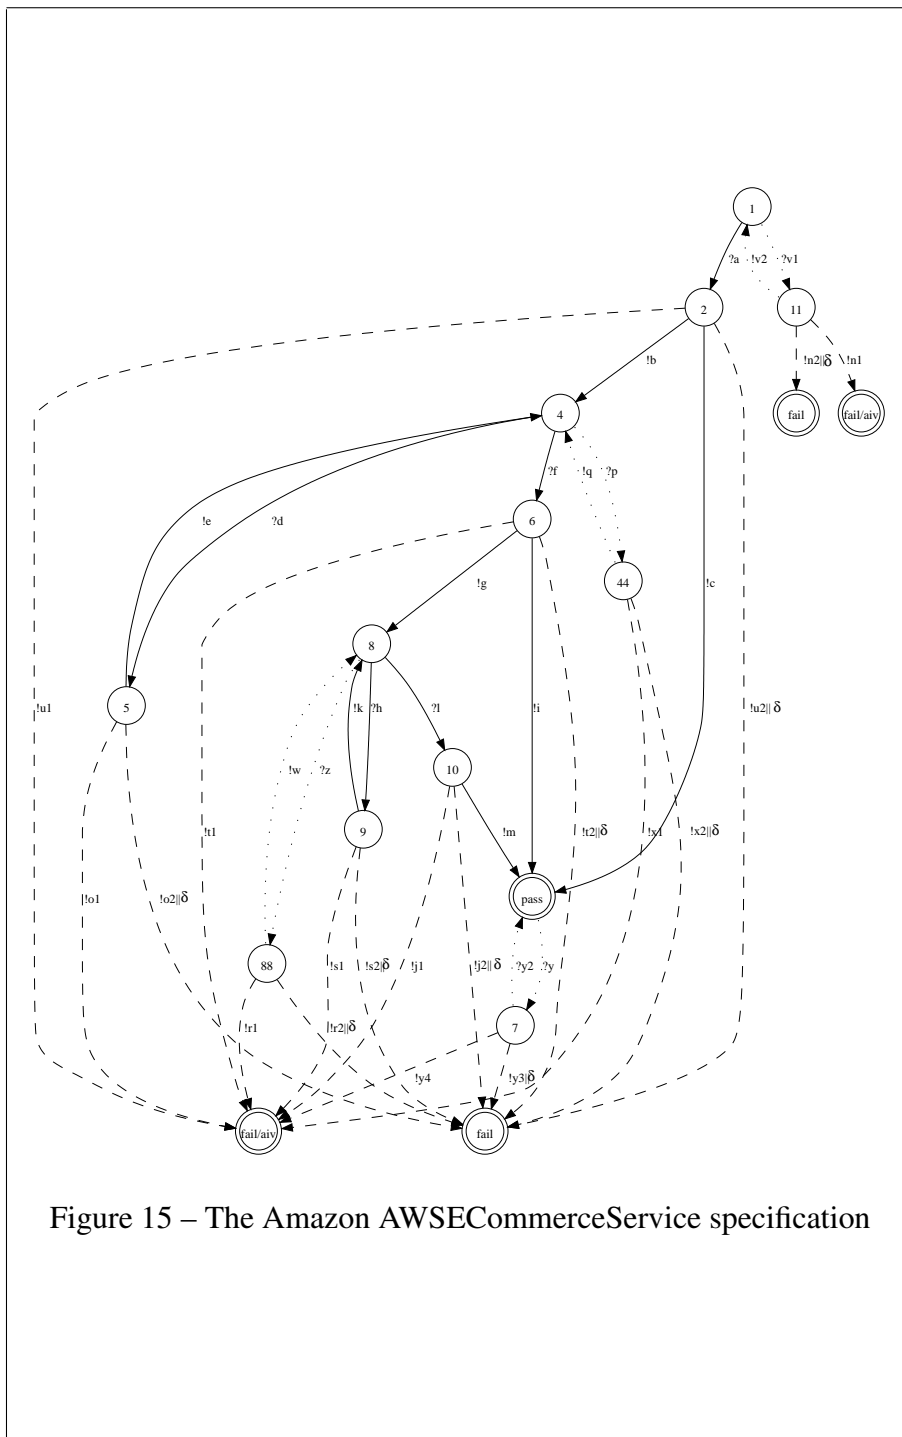 1
?a
!v2
?v1
2
11
!b
!n2||δ
!n1
4
fail
fail/aiv
?f
!q
?p
!e
?d
6
44
!g
!c
8
5
!u1
!k
?h
?l
!i
!u2|| δ
10
!w
?z
9
!t1
!m
!t2||δ
!x1
!x2||δ
pass
!o1
!o2||δ
88
!s1
!s2||δ
!j1
!j2|| δ
?y2
?y
7
!r1
!r2||δ
!y4
!y3||δ
fail/aiv
fail
Figure 15 – The Amazon AWSECommerceService specification